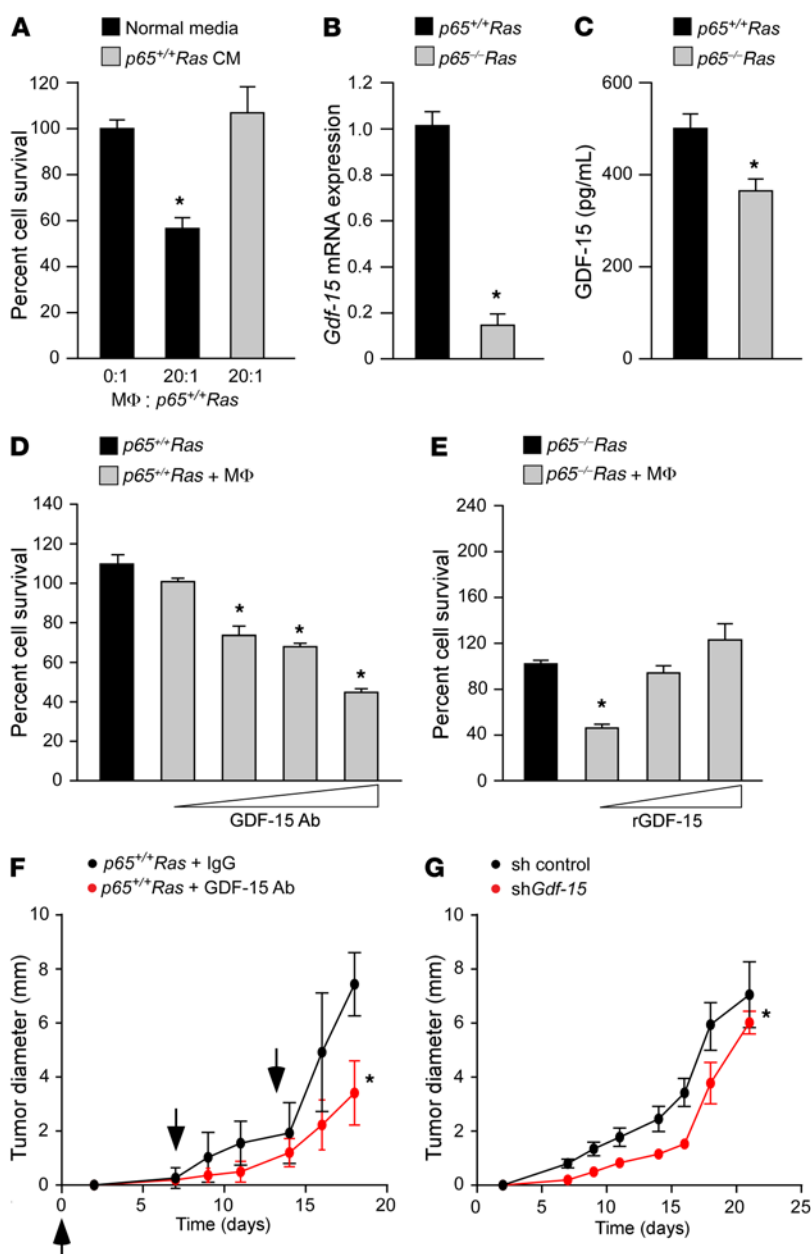 A
Normal media
p65+/+Ras CM
Percent cell survival
120
100
80
60
40
20
0
*
0:1 20:1 20:1
MΦ : p65+/+Ras
B
p65+/+Ras
p65-/-Ras
Gdf-15 mRNA expression
1.2
1.0
0.8
0.6
0.4
0.2
0
*
C
p65+/+Ras
p65-/-Ras
GDF-15 (pg/mL)
600
400
200
0
*
D
p65+/+Ras
p65+/+Ras + MΦ
Percent cell survival
140
120
100
80
60
40
20
0
* * *
GDF-15 Ab
E
p65-/-Ras
p65-/-Ras + MΦ
Percent cell survival
240
200
160
120
80
40
0
*
rGDF-15
F
p65+/+Ras + IgG
p65+/+Ras + GDF-15 Ab
Tumor diameter (mm)
10
8
6
4
2
0
*
0 5 10 15 20
Time (days)
G
sh control
shGdf-15
Tumor diameter (mm)
10
8
6
4
2
0
*
0 5 10 15 20 25
Time (days)